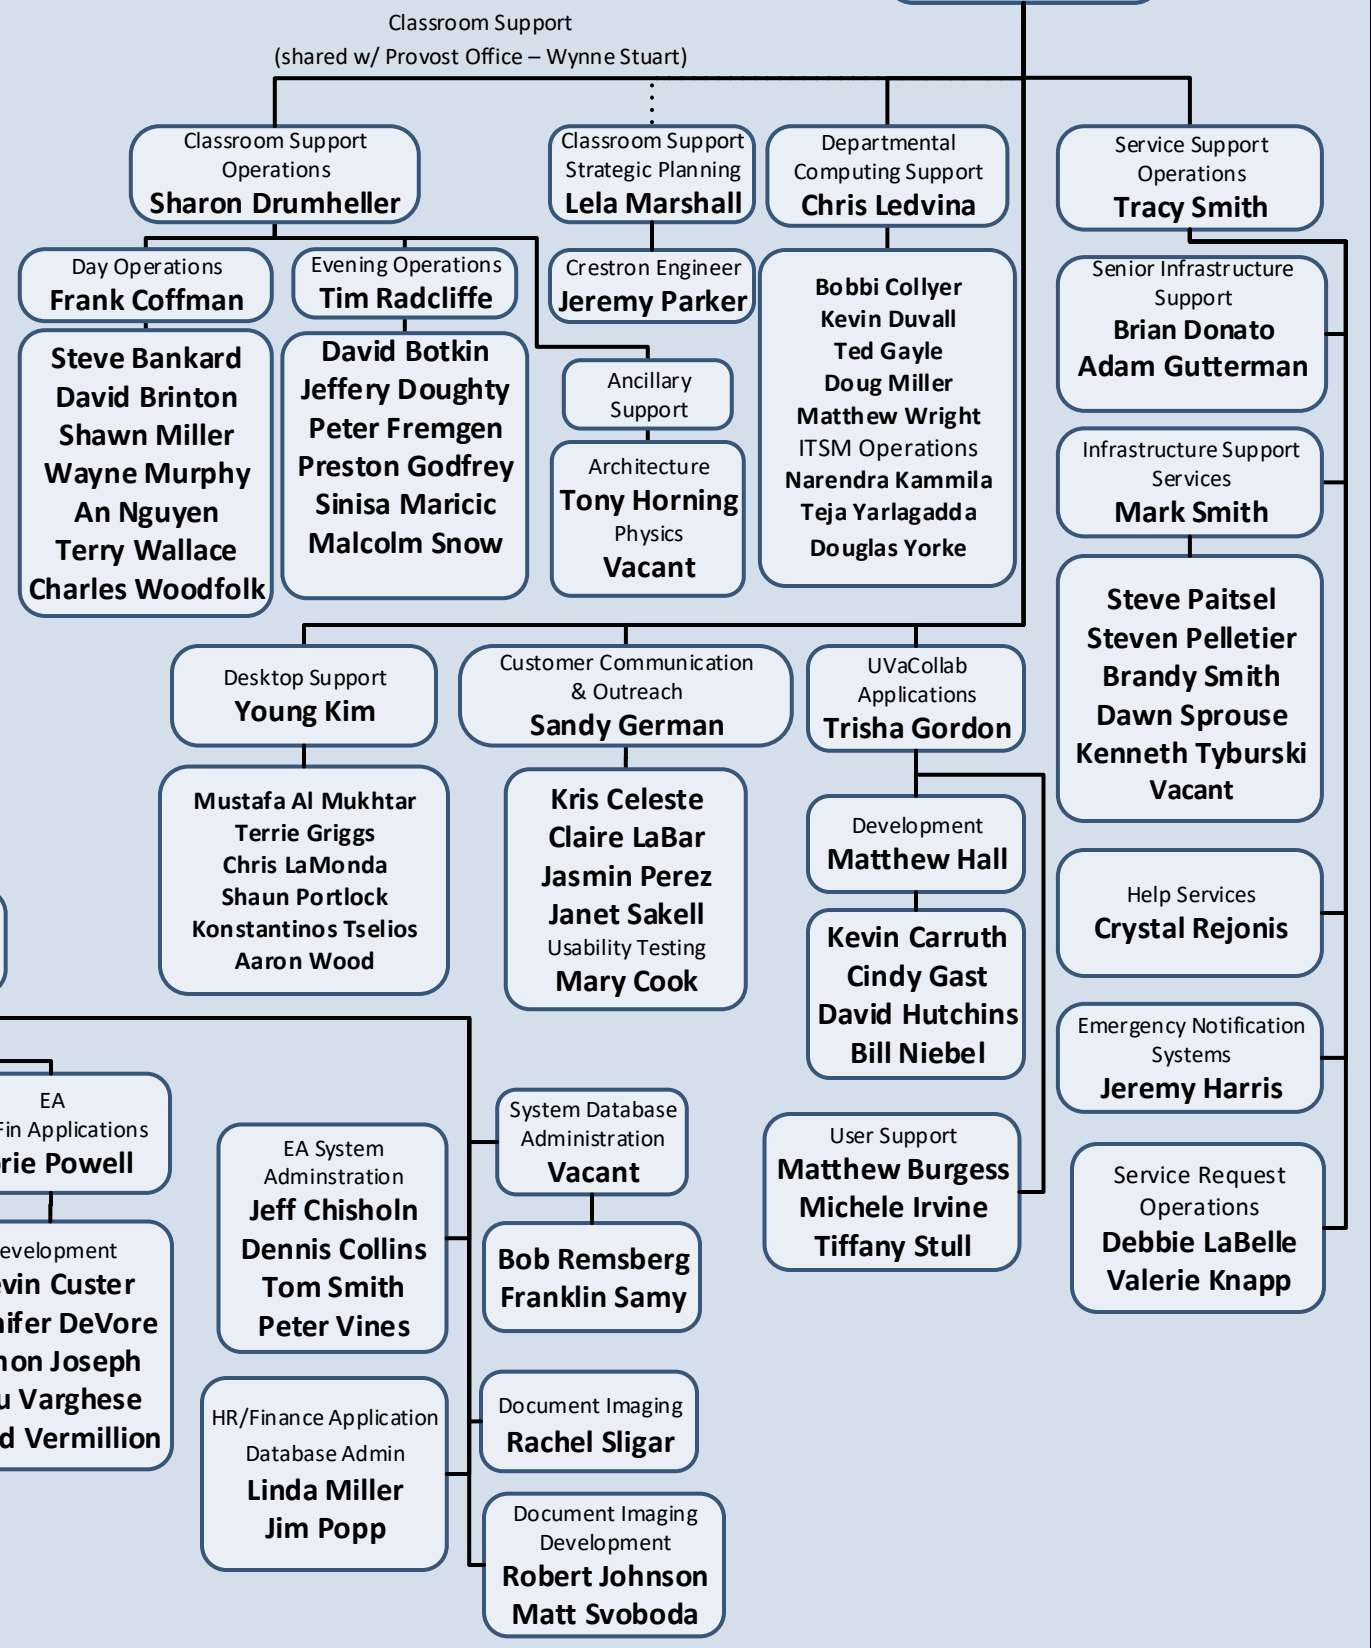 Classroom Support
(shared w/ Provost Office – Wynne Stuart)
Classroom Support
Operations
Sharon Drumheller
Classroom Support
Strategic Planning
Lela Marshall
Departmental
Computing Support
Chris Ledvina
Service Support
Operations
Tracy Smith
Day Operations
Frank Coffman
Evening Operations
Tim Radcliffe
Crestron Engineer
Jeremy Parker
Steve Bankard
David Brinton
Shawn Miller
Wayne Murphy
An Nguyen
Terry Wallace
Charles Woodfolk
David Botkin
Jeffery Doughty
Peter Fremgen
Preston Godfrey
Sinisa Maricic
Malcolm Snow
Ancillary
Support
Architecture
Tony Horning
Physics
Vacant
Bobbi Collyer
Kevin Duvall
Ted Gayle
Doug Miller
Matthew Wright
ITSM Operations
Narendra Kammila
Teja Yarlagadda
Douglas Yorke
Senior Infrastructure
Support
Brian Donato
Adam Gutterman
Infrastructure Support
Services
Mark Smith
Steve Paitsel
Steven Pelletier
Brandy Smith
Dawn Sprouse
Kenneth Tyburski
Vacant
Help Services
Crystal Rejonis
Emergency Notification
Systems
Jeremy Harris
Service Request
Operations
Debbie LaBelle
Valerie Knapp
Desktop Support
Young Kim
Mustafa Al Mukhtar
Terrie Griggs
Chris LaMonda
Shaun Portlock
Konstantinos Tselios
Aaron Wood
Customer Communication
& Outreach
Sandy German
Kris Celeste
Claire LaBar
Jasmin Perez
Janet Sakell
Usability Testing
Mary Cook
UVaCollab
Applications
Trisha Gordon
Development
Matthew Hall
Kevin Carruth
Cindy Gast
David Hutchins
Bill Niebel
User Support
Matthew Burgess
Michele Irvine
Tiffany Stull
EA
Fin Applications
Powell
Custer
DeVore
Joseph
Varghese
Vermillion
EA System
Adminstration
Jeff Chisholn
Dennis Collins
Tom Smith
Peter Vines
HR/Finance Application
Database Admin
Linda Miller
Jim Popp
System Database
Administration
Vacant
Bob Remsberg
Franklin Samy
Document Imaging
Rachel Sligar
Document Imaging
Development
Robert Johnson
Matt Svoboda